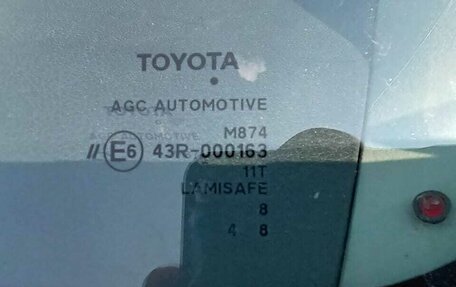 TOYOTA
AGC AUTOMOTIVE
M874
// E6 43R-000163
11T
LAMISAFE
8
4 8